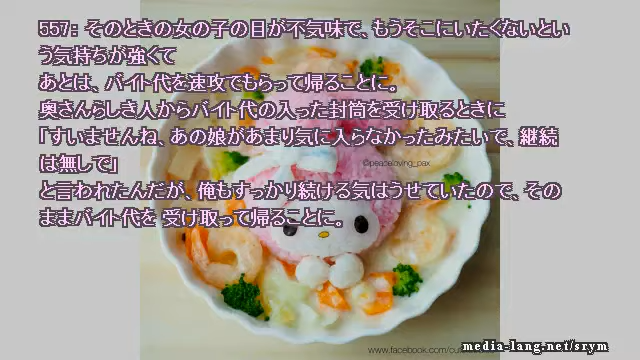 557: そのときの女の子の目が不気味で、もうそこにいたくないとい
う気持ちが強くて
あとは、バイト代を速攻でもらって帰ることに。
奥さんらしき人からバイト代の入った封筒を受け取るときに
「すいませんね、あの娘があまり気に入らなかったみたいで、継続
は無しで」
©peaceloving_pax
と言われたんだが、俺もすっかり続ける気はうせていたので、その
ままバイト代を 受け取って帰ることに。
www.facebook.com/cu
media-lang.net/srym